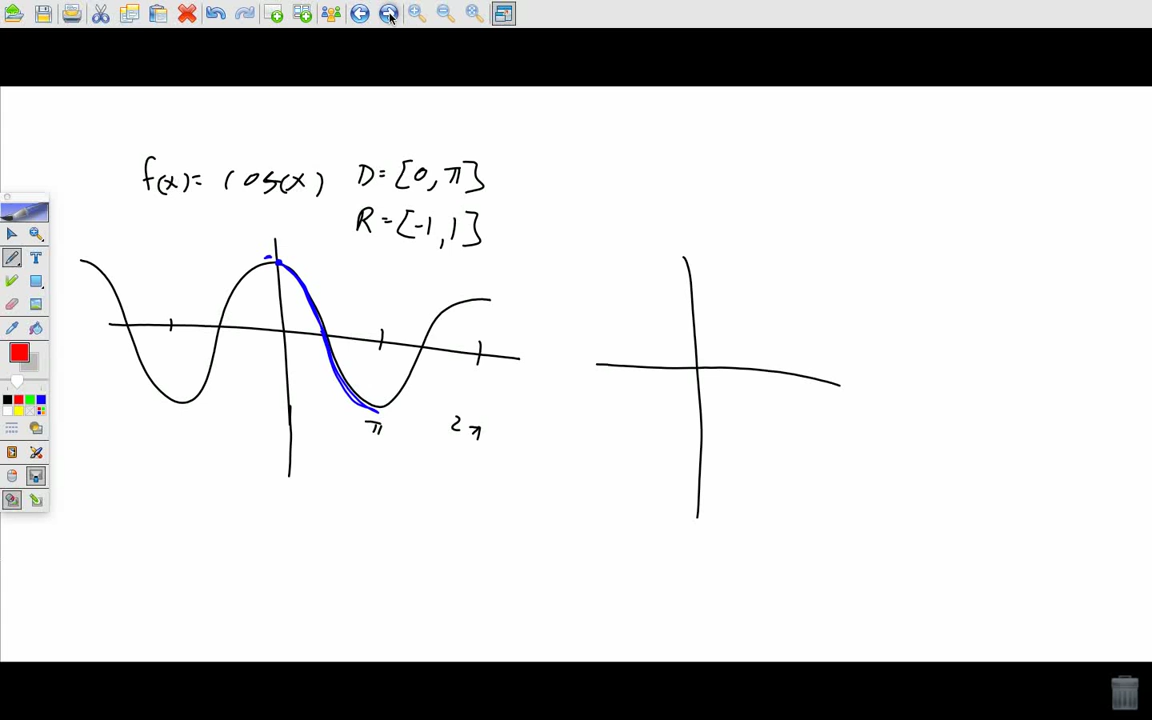 f(x)= cos(x) D=[0,π]
R=[-1,1]
π 2π